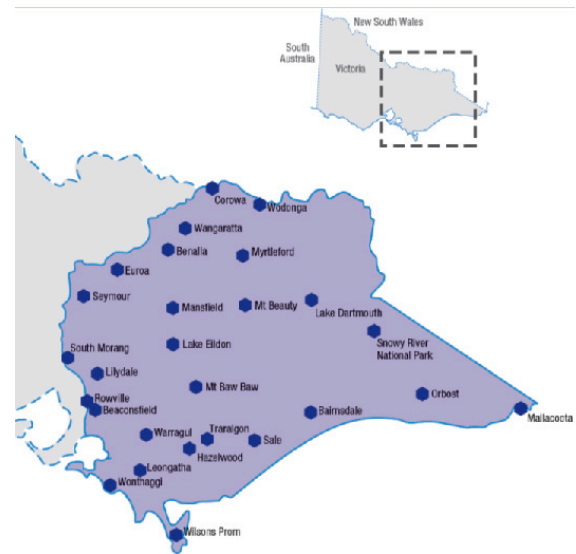 New South Wales
South
Australia
Victoria
Corowa
Wodonga
Wangaratta
Benalla
Myrtleford
Euroa
Seymour
Mansfield
Mt Beauty
Lake Dartmouth
Snowy River
National Park
South Morang
Lake Eildon
Lilydale
Mt Baw Baw
Orbost
Rowville
Beaconsfield
Bairnsdale
Mallacoota
Warragul
Traralgon
Sale
Hazelwood
Leongatha
Wonthaggi
Wilsons Prom